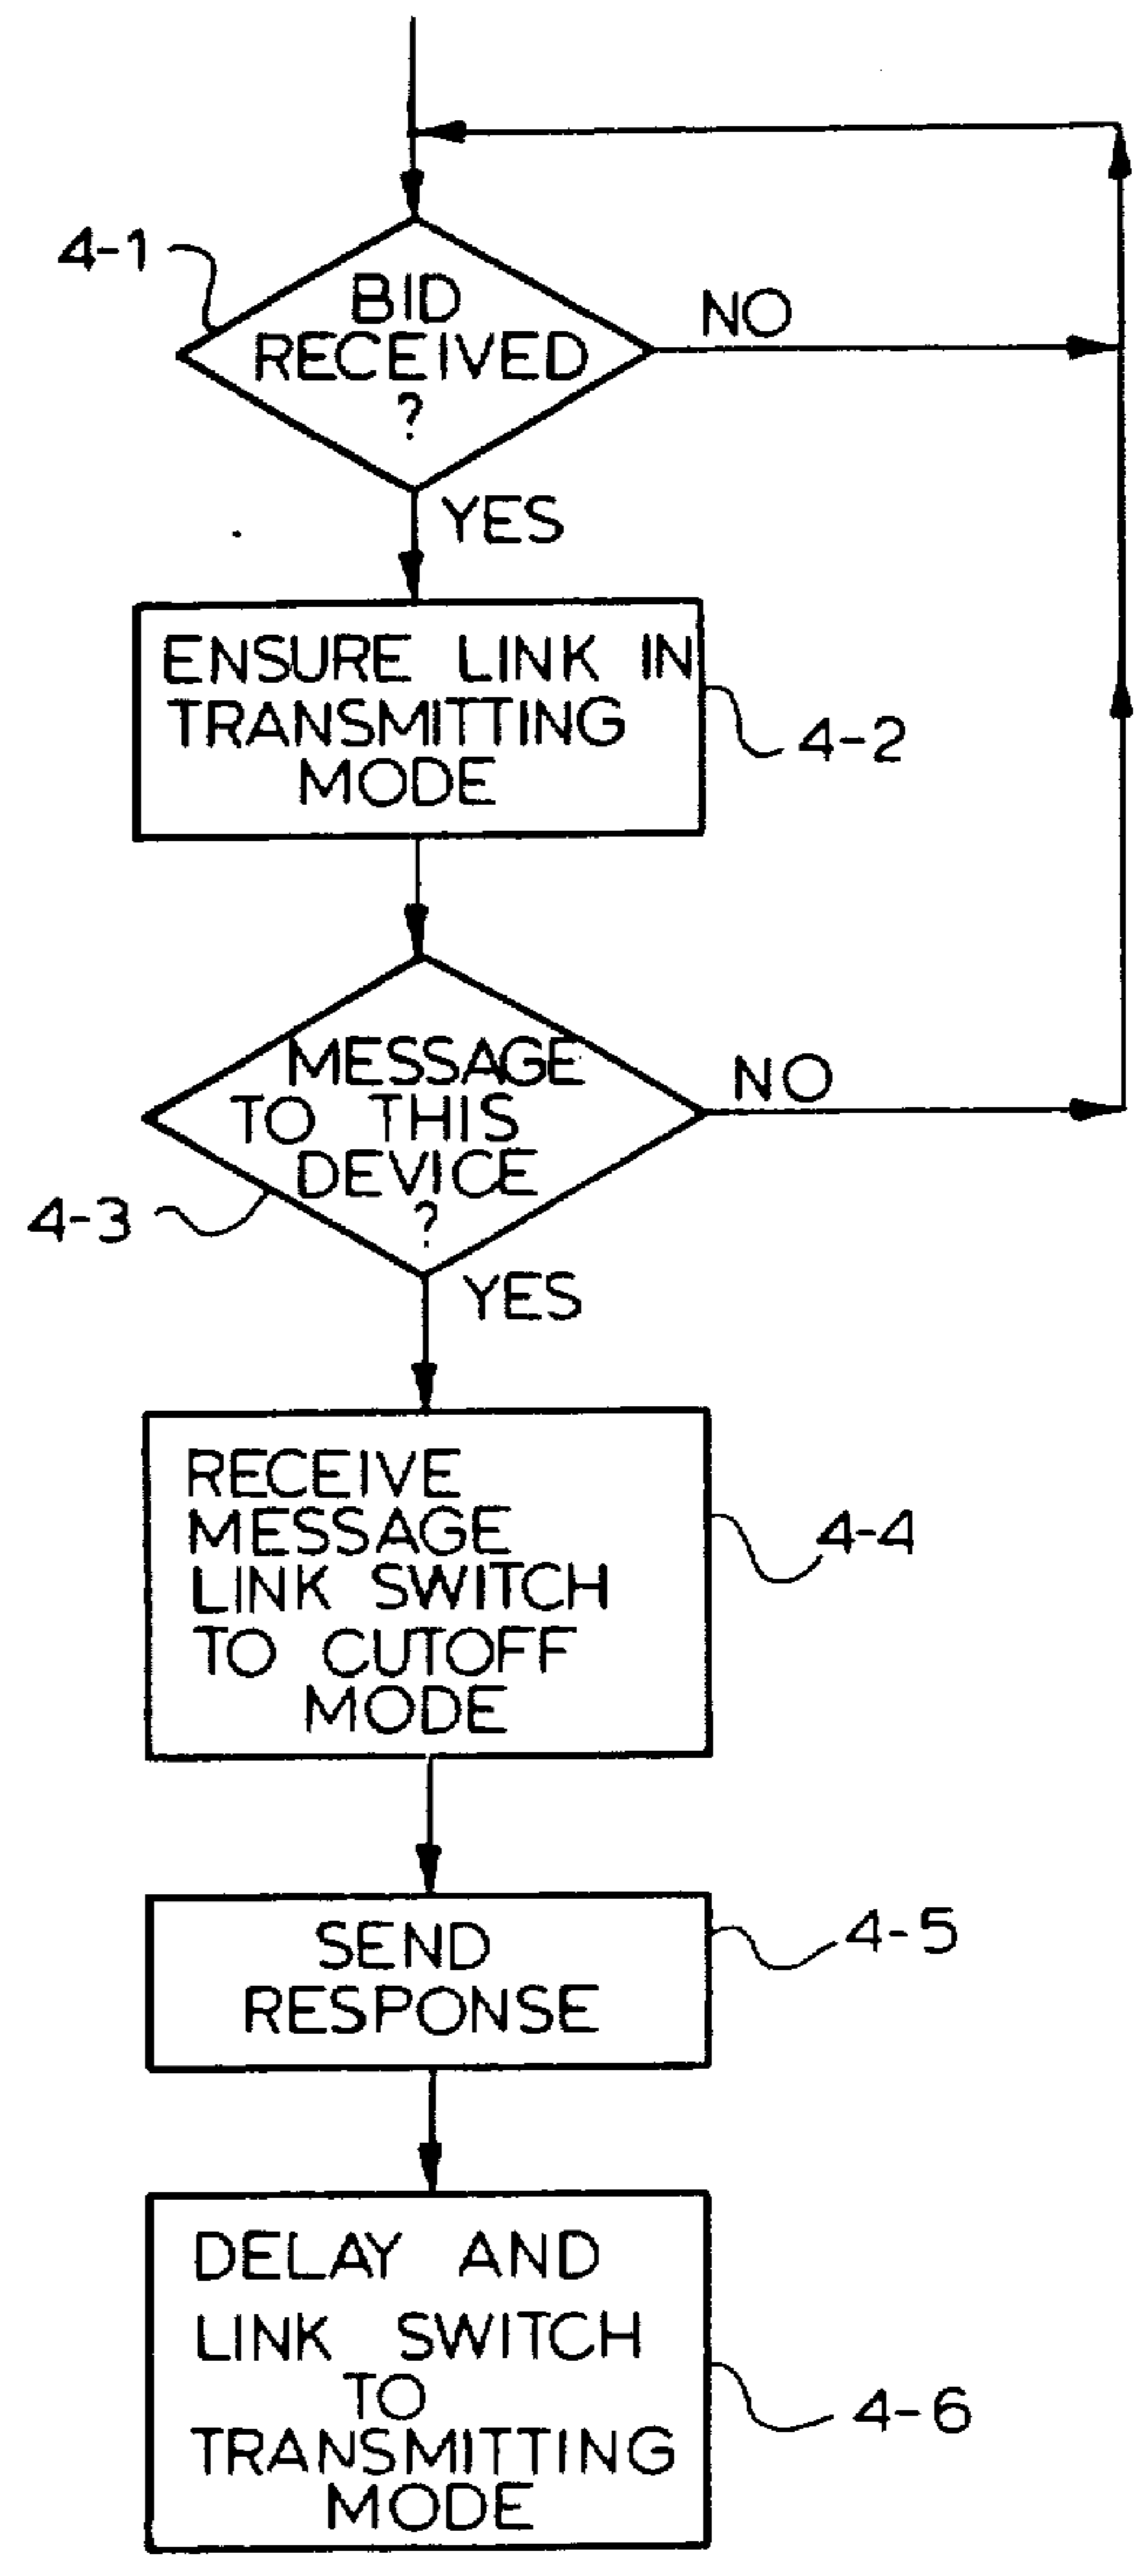 4-1
BID
RECEIVED
?
NO
YES
ENSURE LINK IN
TRANSMITTING
MODE
4-2
MESSAGE
TO THIS
DEVICE
?
NO
4-3
YES
RECEIVE
MESSAGE
LINK SWITCH
TO CUTOFF
MODE
4-4
SEND
RESPONSE
4-5
DELAY AND
LINK SWITCH
TO
TRANSMITTING
MODE
4-6